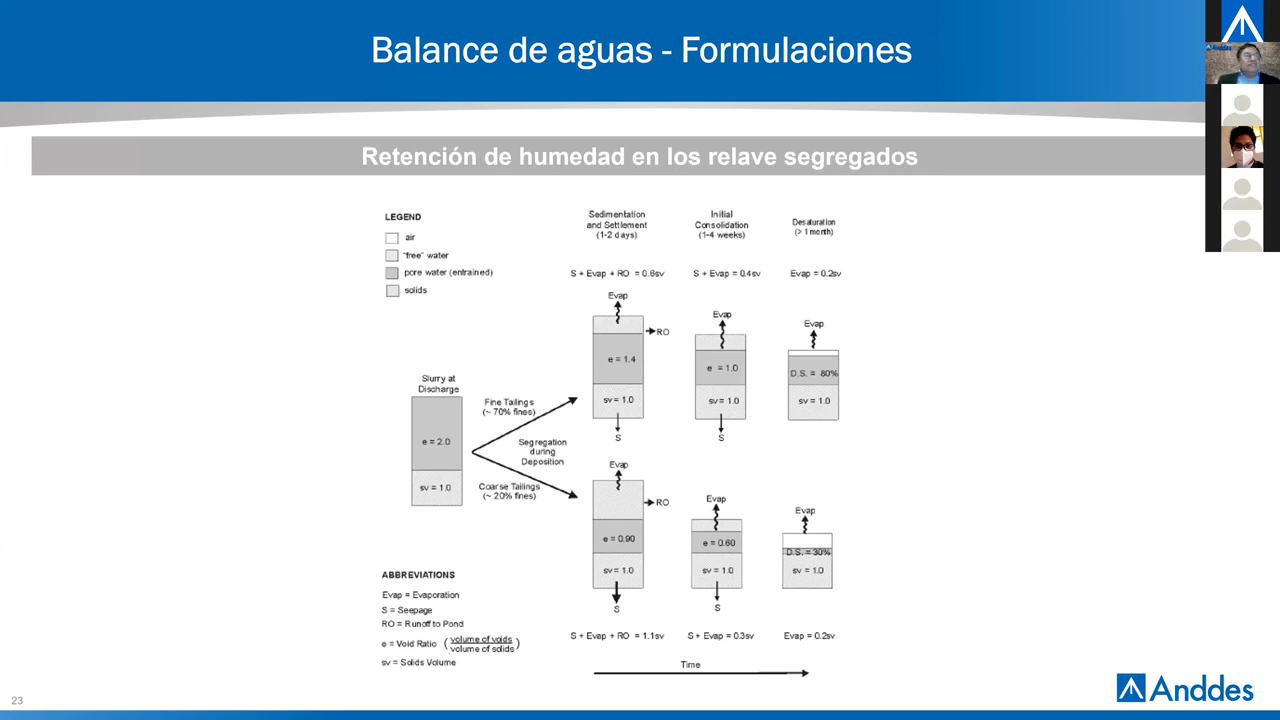 Balance de aguas - Formulaciones
Retención de humedad en los relave segregados
LEGEND
air
"free" water
pore water (entrained)
solids
Sedimentation
and Settlement
(1-2 days)
Initial
Consolidation
(1-4 weeks)
Desaturation
(> 1 month)
S + Evap + RO = 0.6sv
S + Evap = 0.4sv
Evap = 0.2sv
Evap
RO
e = 1.4
sv = 1.0
S
Evap
e = 1.0
sv = 1.0
S
Evap
D.S. = 80%
sv = 1.0
Slurry at
Discharge
e = 2.0
sv = 1.0
Fine Tailings
(~ 70% fines)
Segregation
during
Deposition
Coarse Tailings
(~ 20% fines)
Evap
RO
e = 0.90
sv = 1.0
S
Evap
e = 0.60
sv = 1.0
S
Evap
D.S. = 30%
sv = 1.0
S + Evap + RO = 1.1sv
S + Evap = 0.3sv
Evap = 0.2sv
Time
ABBREVIATIONS
Evap = Evaporation
S = Seepage
RO = Runoff to Pond
e = Void Ratio ( volume of voids
volume of solids )
sv = Solids Volume
23
Anddes
Anddes